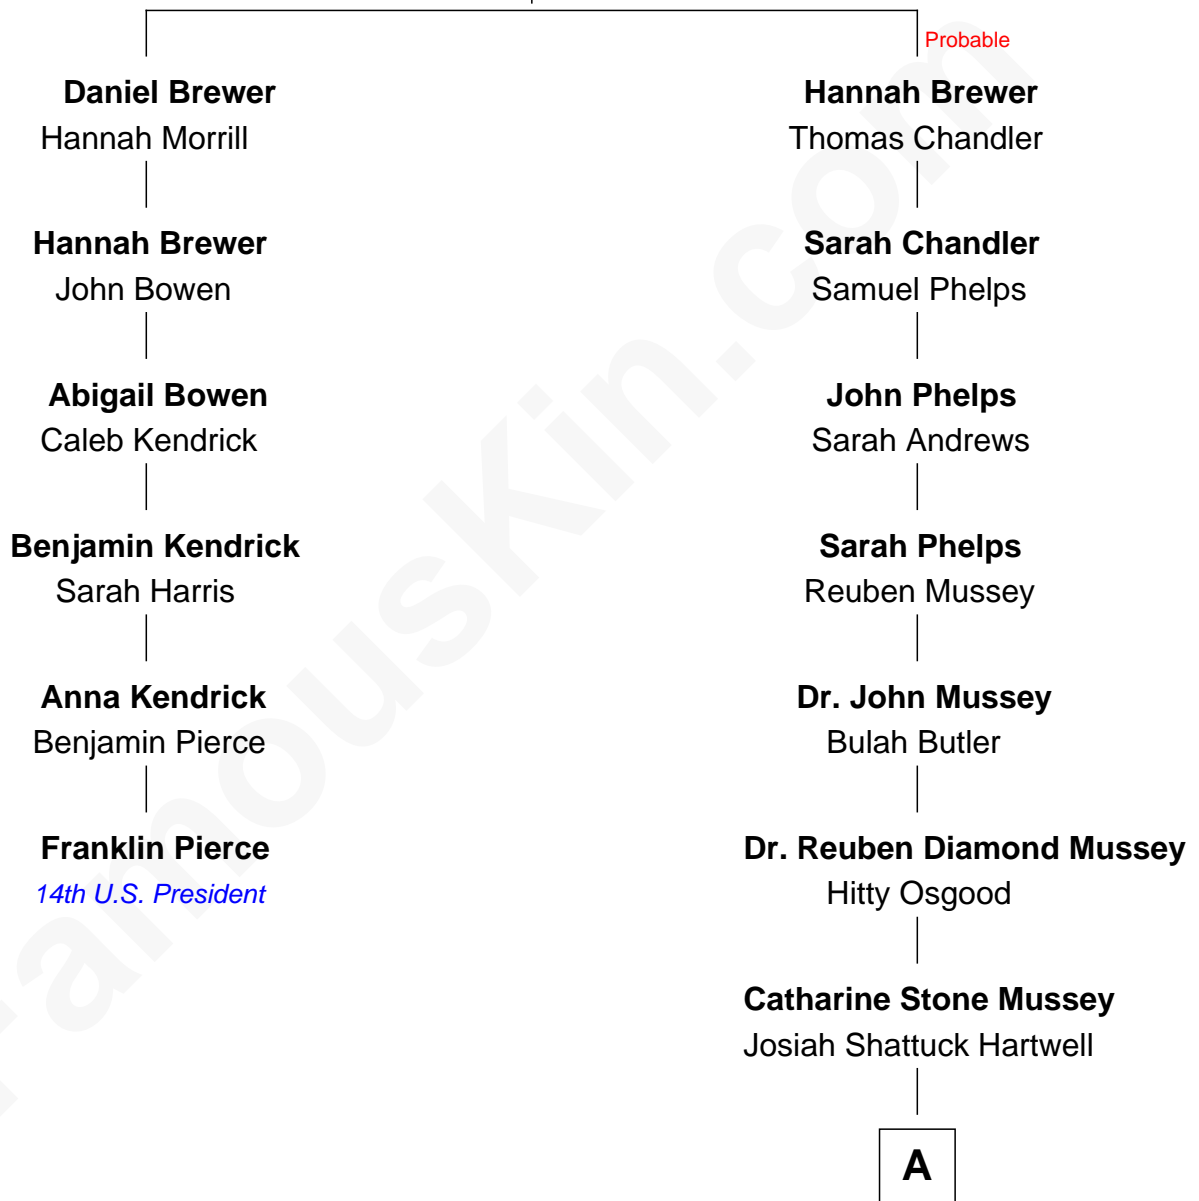 Probable
Daniel Brewer
Hannah Morrill
Hannah Brewer
John Bowen
Abigail Bowen
Caleb Kendrick
Benjamin Kendrick
Sarah Harris
Anna Kendrick
Benjamin Pierce
Franklin Pierce
14th U.S. President
Hannah Brewer
Thomas Chandler
Sarah Chandler
Samuel Phelps
John Phelps
Sarah Andrews
Sarah Phelps
Reuben Mussey
Dr. John Mussey
Bulah Butler
Dr. Reuben Diamond Mussey
Hitty Osgood
Catharine Stone Mussey
Josiah Shattuck Hartwell
A
FamousKin.com